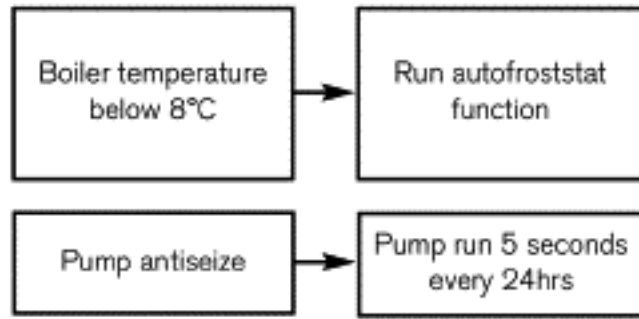 Boiler temperature
below 8°C
Run autofroststat
function
Pump antiseize
Pump run 5 seconds
every 24hrs